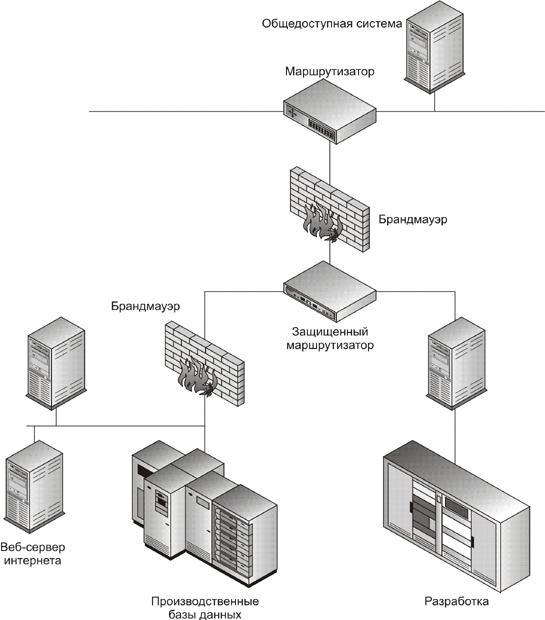 Общедоступная система
Маршрутизатор
Брандмауэр
Брандмауэр
Защищенный
маршрутизатор
Веб-сервер
интернета
Производственные
базы данных
Разработка